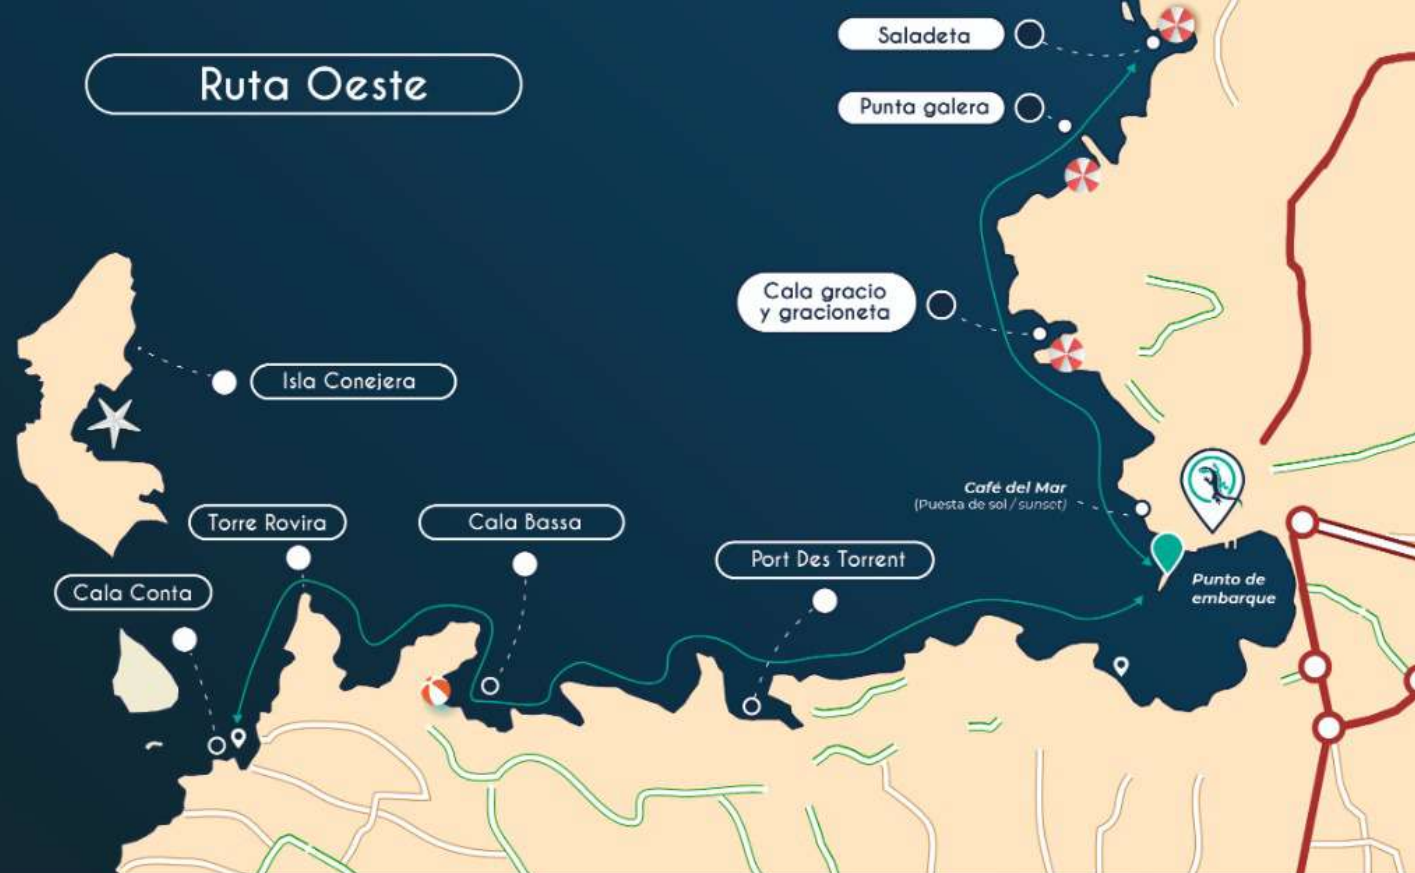 Ruta Oeste
Saladeta
Punta galera
Cala gracio
y gracioneta
Isla Conejera
Café del Mar
(Puesta de sol / sunset)
Torre Rovira
Cala Bassa
Port Des Torrent
Cala Conta
Punto de
embarque